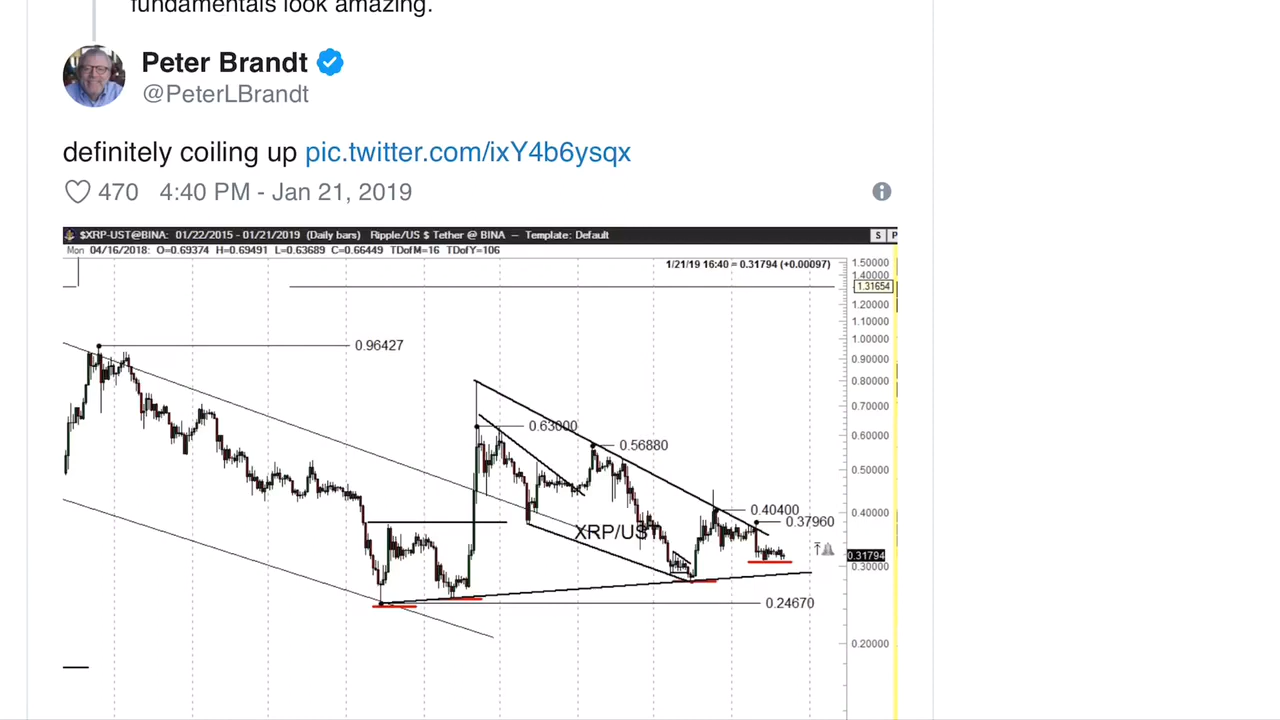 fundamentals look amazing.
Peter Brandt
@PeterLBrandt
definitely coiling up pic.twitter.com/ixY4b6ysqx
470 4:40 PM - Jan 21, 2019
$XRP-UST@BINA: 01/22/2015 - 01/21/2019 (Daily bars) Ripple/US $ Tether @ BINA – Template: Default S P
Mon 04/16/2018: O=0.69374 H=0.69491 L=0.63689 C=0.66449 TDofM=16 TDofY=106
1/21/19 16:40 = 0.31794 (+0.00097)
1.50000
1.40000
1.31654
1.20000
1.10000
1.00000
0.96427
0.90000
0.80000
0.70000
0.63000
0.60000
0.56880
0.50000
0.40400
0.40000
0.37960
XRP/UST
0.31794
0.30000
0.24670
0.20000